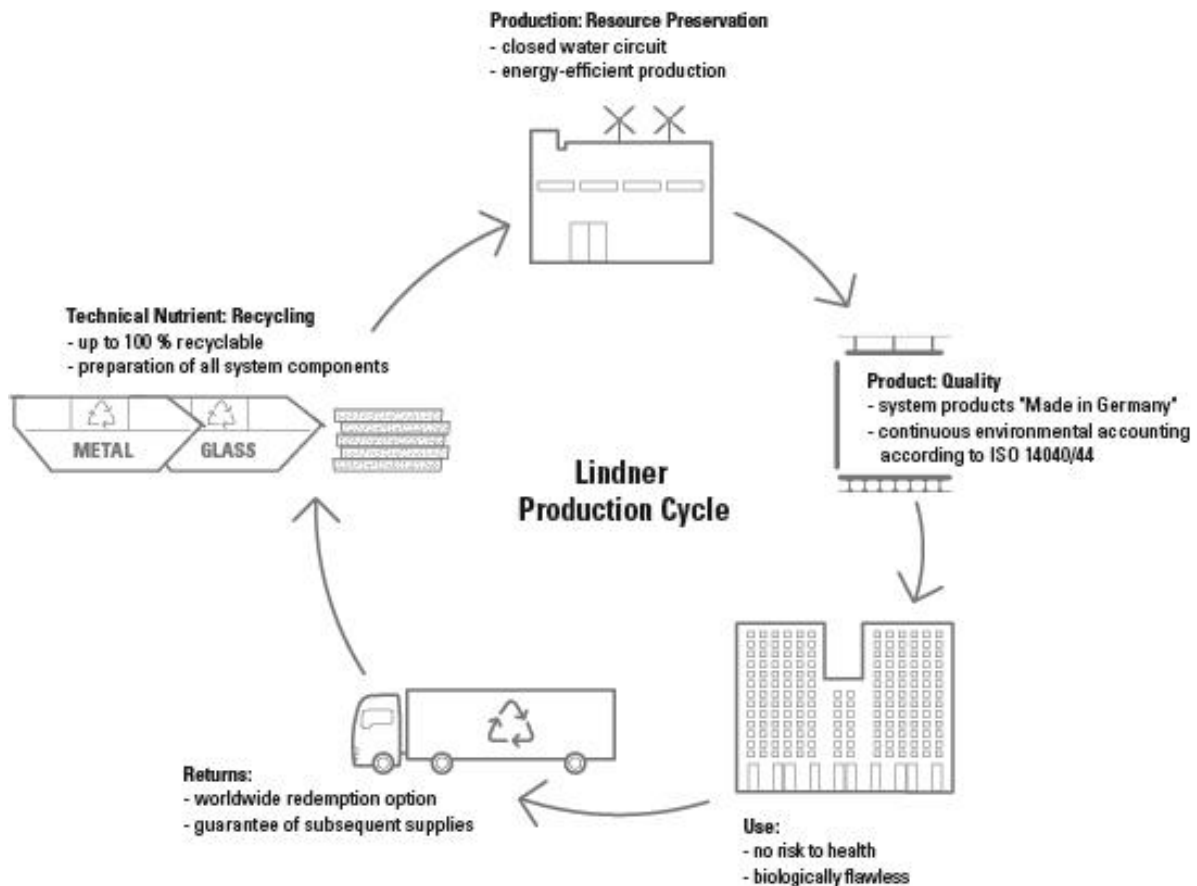 Production: Resource Preservation
- closed water circuit
- energy-efficient production
Technical Nutrient: Recycling
- up to 100 % recyclable
- preparation of all system components
METAL
GLASS
Product: Quality
- system products "Made in Germany"
- continuous environmental accounting
according to ISO 14040/44
Lindner
Production Cycle
Returns:
- worldwide redemption option
- guarantee of subsequent supplies
Use:
- no risk to health
- biologically flawless